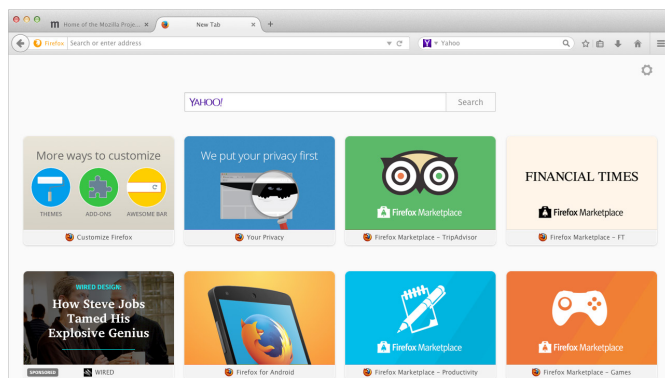 Home of the Mozilla Proje...
New Tab
Firefox
Search or enter address
Yahoo
YAHOO!
Search
More ways to customize
THEMES
ADD-ONS
AWESOME BAR
Customize Firefox
We put your privacy first
Your Privacy
Firefox Marketplace
Firefox Marketplace – TripAdvisor
FINANCIAL TIMES
Firefox Marketplace
Firefox Marketplace – FT
WIRED DESIGN:
How Steve Jobs
Tamed His
Explosive Genius
SPONSORED
WIRED
Firefox for Android
Firefox Marketplace
Firefox Marketplace – Productivity
Firefox Marketplace
Firefox Marketplace – Games